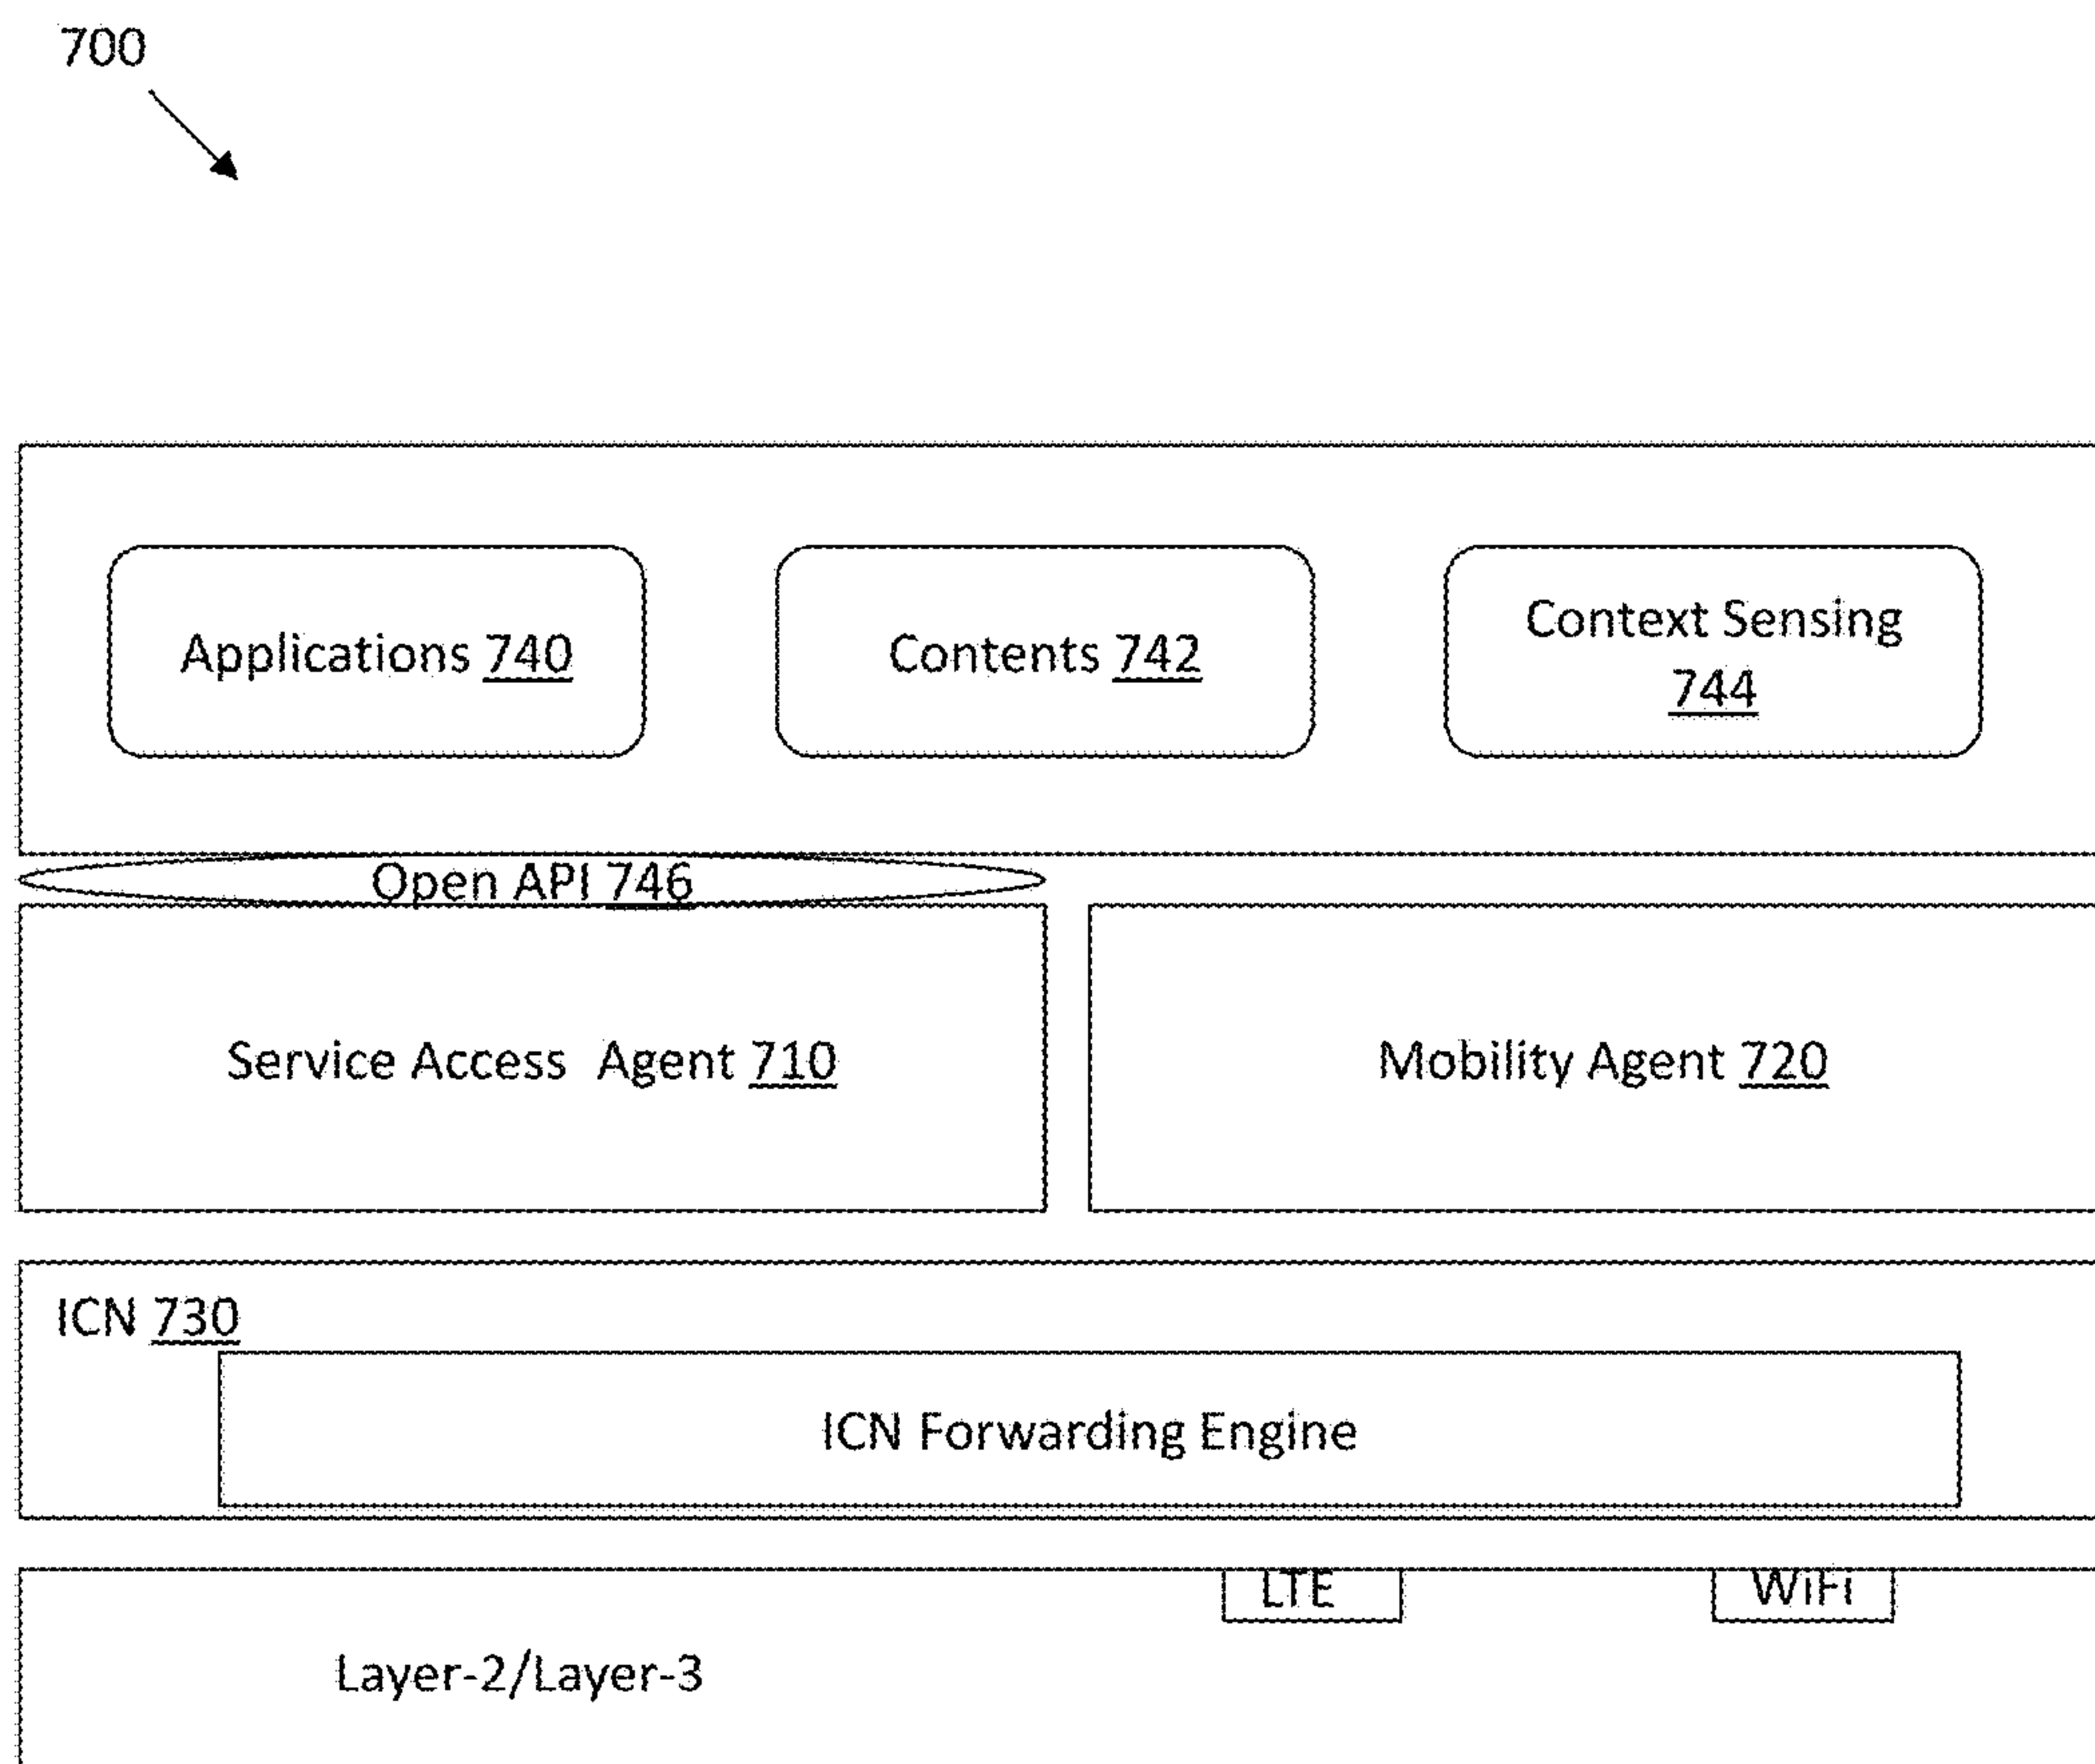 700
Applications 740
Contents 742
Context Sensing
744
Open API 746
Service Access Agent 710
Mobility Agent 720
ICN 730
ICN Forwarding Engine
LTE
WiFi
Layer-2/Layer-3